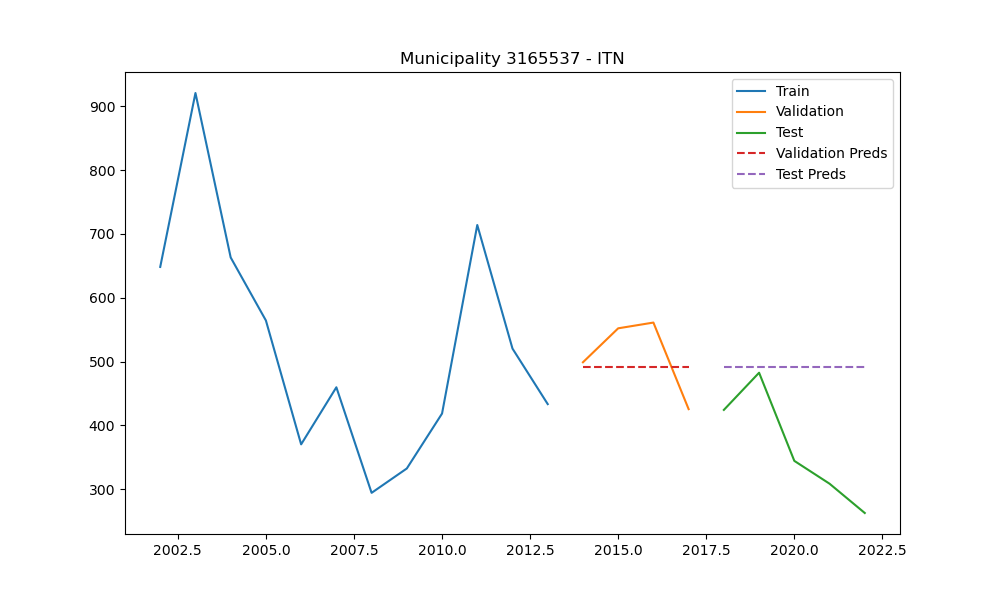 Municipality 3165537 - ITN
Train
Validation
Test
Validation Preds
Test Preds
900
800
700
600
500
400
300
2002.5 2005.0 2007.5 2010.0 2012.5 2015.0 2017.5 2020.0 2022.5